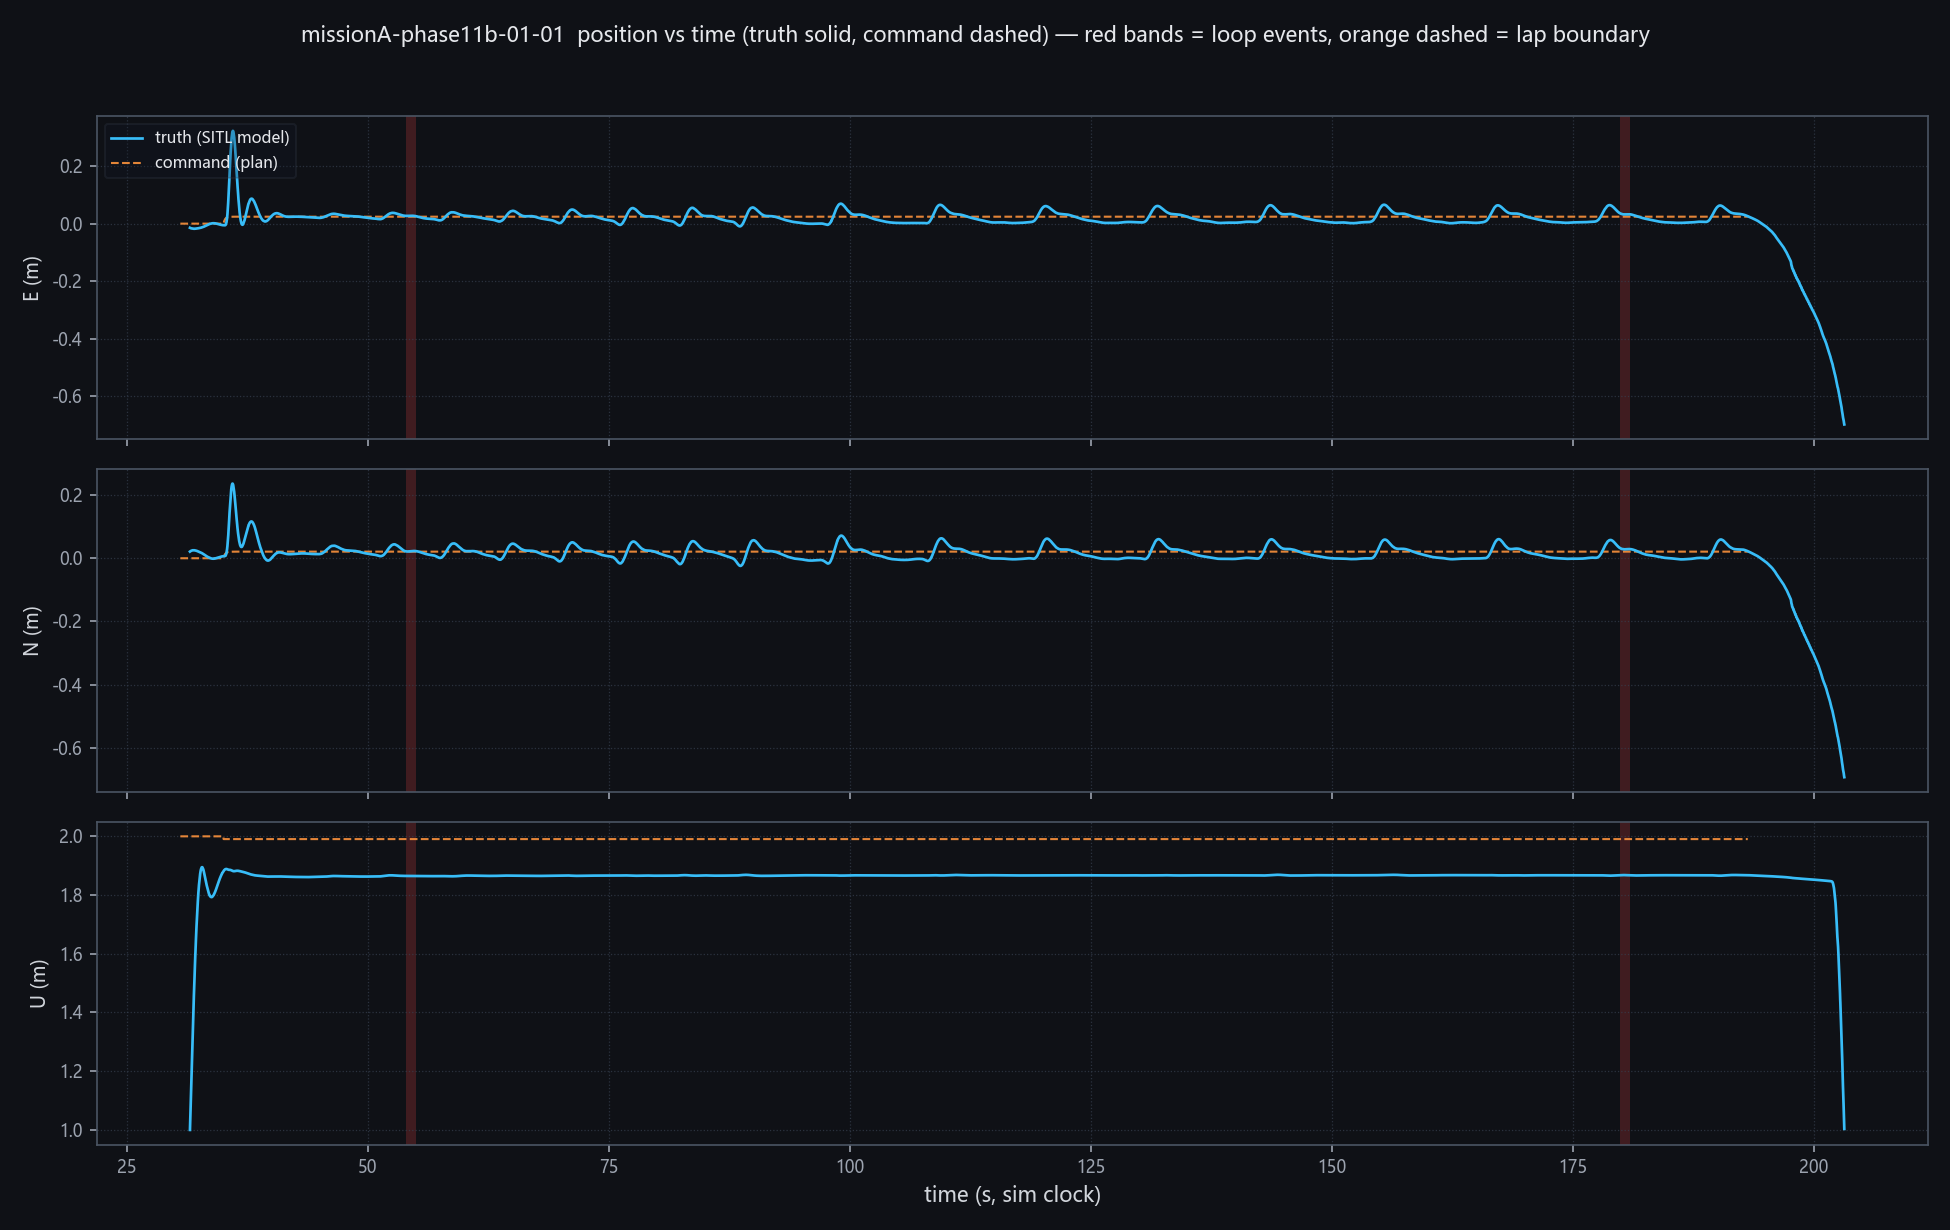 missionA-phase11b-01-01  position vs time (truth solid, command dashed) — red bands = loop events, orange dashed = lap boundary
truth (SITL model)
command (plan)
0.2
0.0
-0.2
-0.4
-0.6
E (m)
0.2
0.0
-0.2
-0.4
-0.6
N (m)
2.0
1.8
1.6
1.4
1.2
1.0
U (m)
25 50 75 100 125 150 175 200
time (s, sim clock)